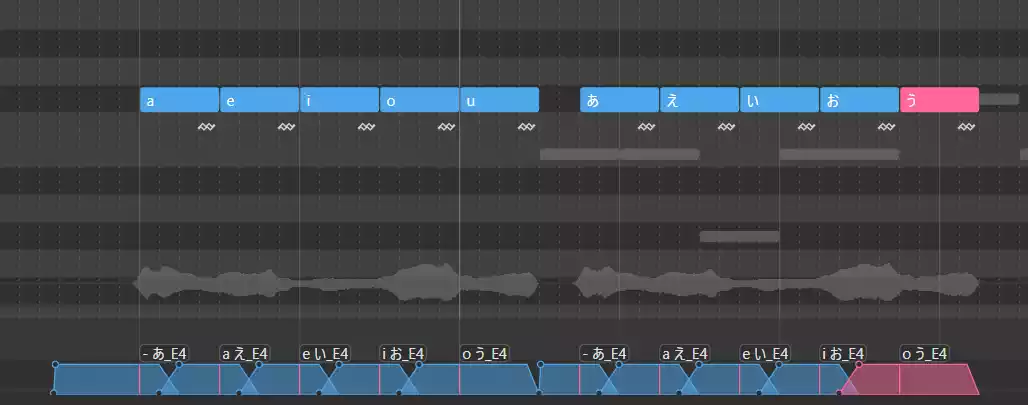 a e i o u あ え い お う
- あ_E4 a え_E4 e い_E4 i お_E4 o う_E4 - あ_E4 a え_E4 e い_E4 i お_E4 o う_E4